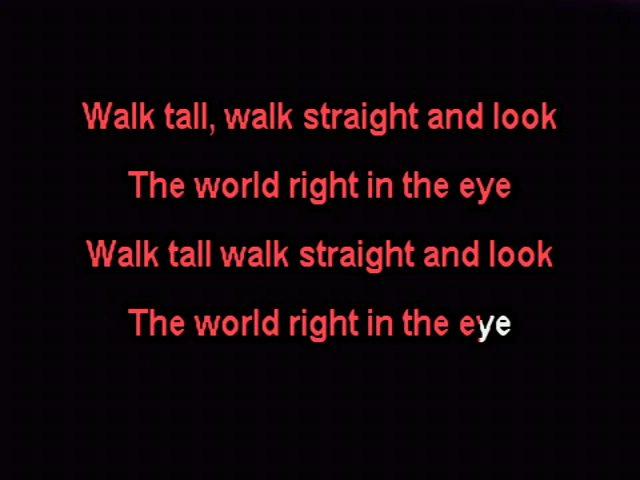 Walk tall, walk straight and look
The world right in the eye
Walk tall walk straight and look
The world right in the eye